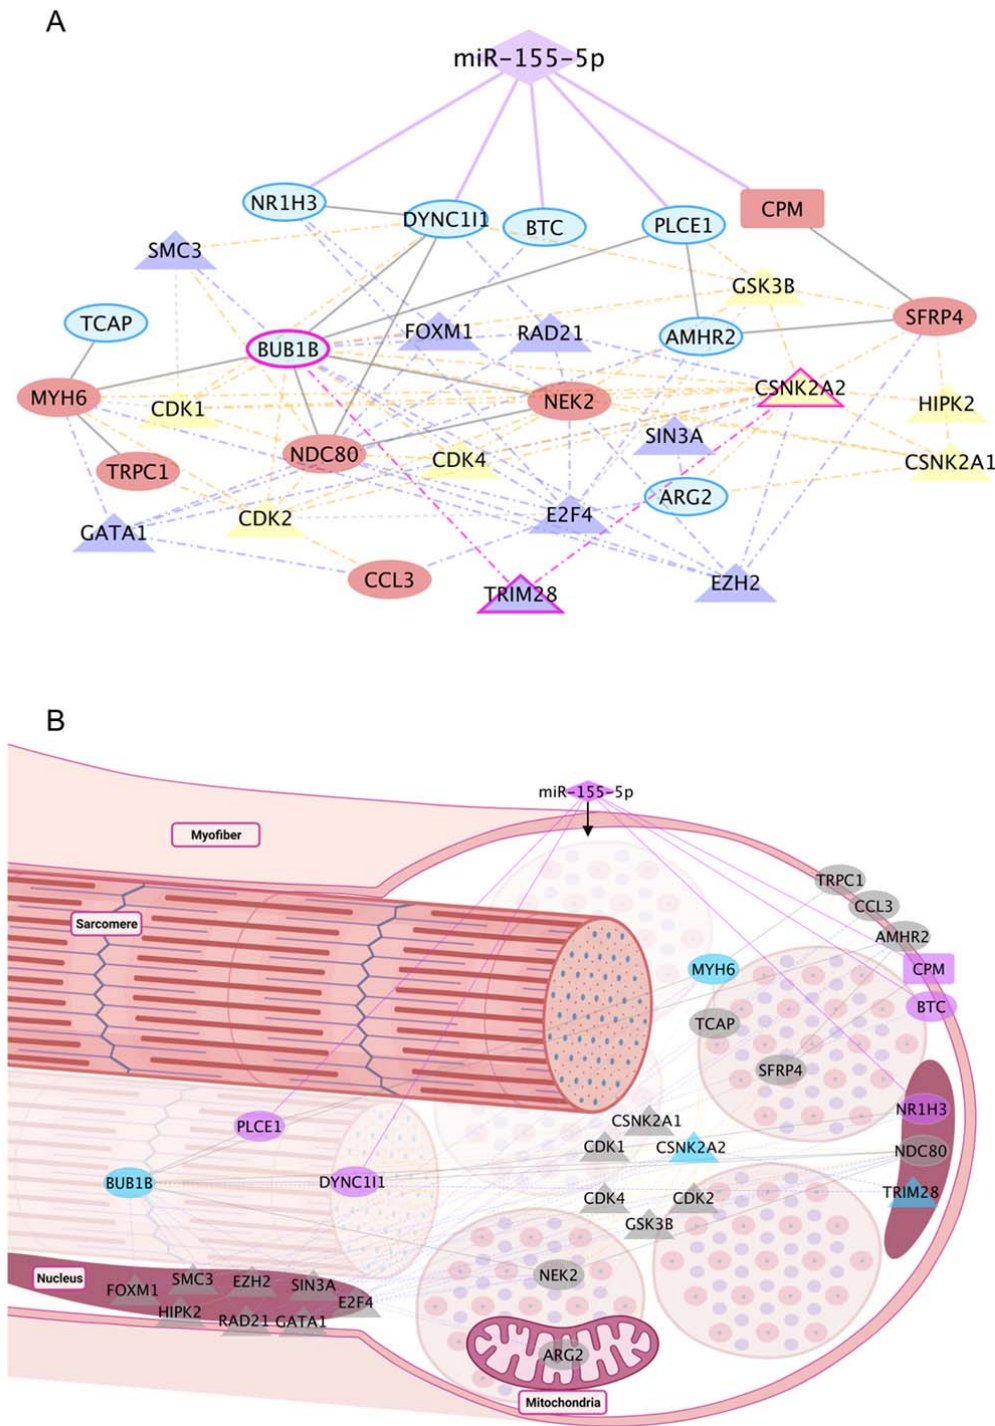 A
miR-155-5p
NR1H3
DYNC1I1
BTC
PLCE1
CPM
SMC3
GSK3B
TCAP
FOXM1
RAD21
AMHR2
SFRP4
BUB1B
MYH6
CDK1
NEK2
CSNK2A2
HIPK2
SIN3A
TRPC1
NDC80
CDK4
CSNK2A1
ARG2
GATA1
CDK2
E2F4
CCL3
TRIM28
EZH2
B
miR-155-5p
Myofiber
TRPC1
CCL3
Sarcomere
AMHR2
MYH6
CPM
BTC
TCAP
SFRP4
NR1H3
CSNK2A1
PLCE1
CDK1
CSNK2A2
NDC80
BUB1B
DYNC1I1
TRIM28
CDK4
CDK2
GSK3B
Nucleus
FOXM1
SMC3
EZH2
SIN3A
NEK2
E2F4
HIPK2
RAD21
GATA1
ARG2
Mitochondria